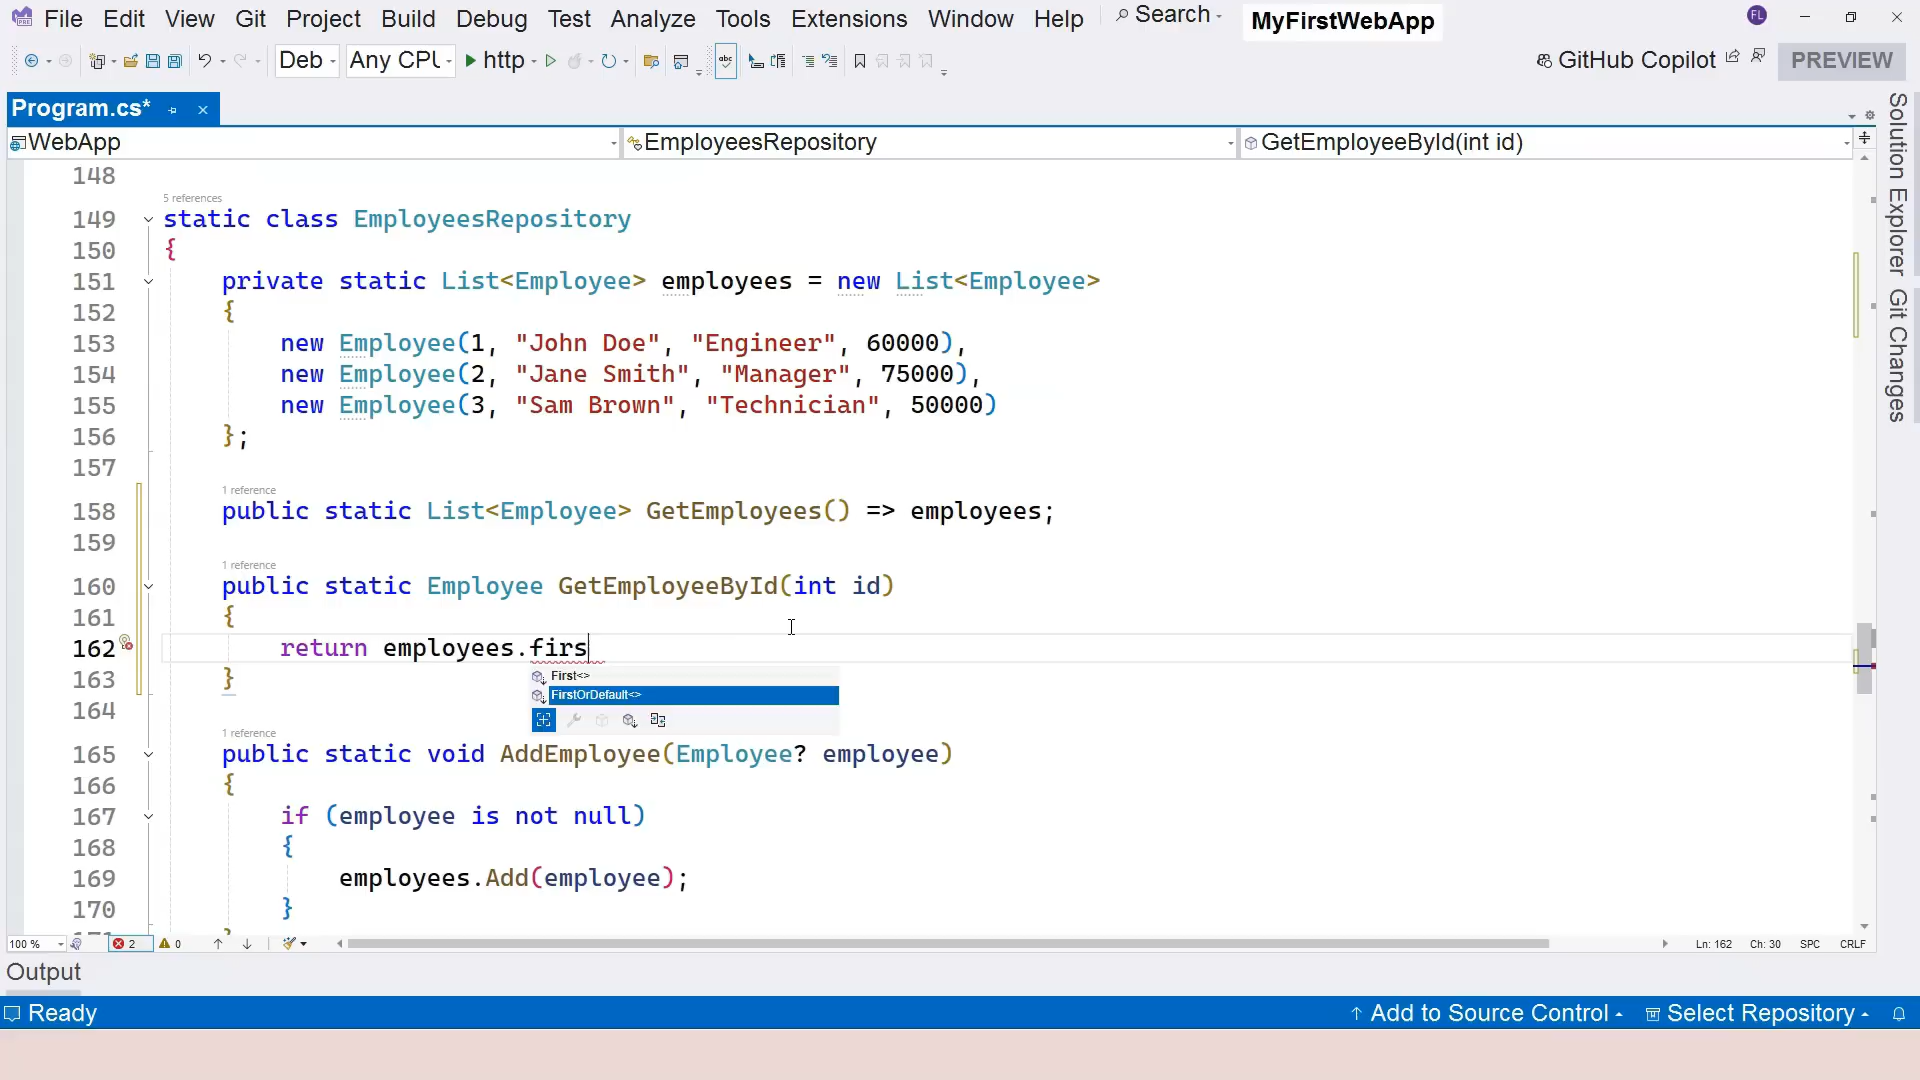 File Edit View Git Project Build Debug Test Analyze Tools Extensions Window Help Search MyFirstWebApp FL
Deb Any CPU http GitHub Copilot PREVIEW
Program.cs*
WebApp EmployeesRepository GetEmployeeById(int id)
148
5 references
149 static class EmployeesRepository
150 {
151 private static List<Employee> employees = new List<Employee>
152 {
153 new Employee(1, "John Doe", "Engineer", 60000),
154 new Employee(2, "Jane Smith", "Manager", 75000),
155 new Employee(3, "Sam Brown", "Technician", 50000)
156 };
157
1 reference
158 public static List<Employee> GetEmployees() => employees;
159
1 reference
160 public static Employee GetEmployeeById(int id)
161 {
162 return employees.firs
First<>
163 }
FirstOrDefault<>
164
1 reference
165 public static void AddEmployee(Employee? employee)
166 {
167 if (employee is not null)
168 {
169 employees.Add(employee);
170 }
Solution Explorer
Git Changes
100 % 2 0 Ln: 162 Ch: 30 SPC CRLF
Output
Ready Add to Source Control Select Repository